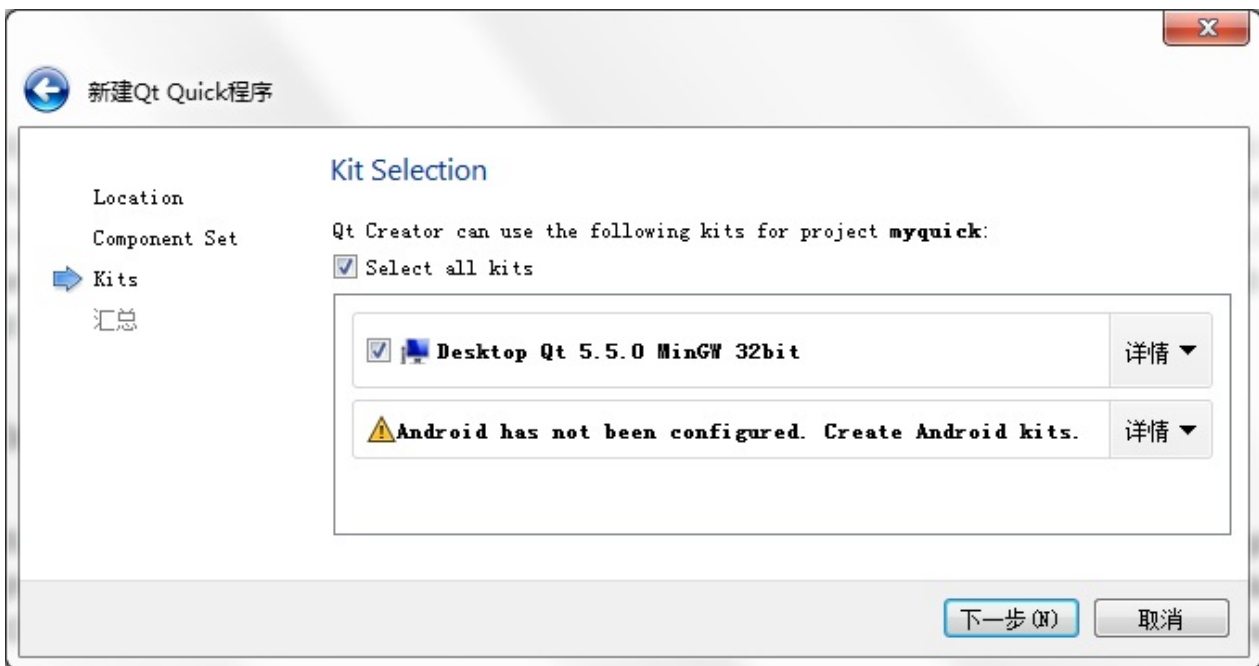 新建Qt Quick程序
Location
Component Set
Kits
汇总
Kit Selection
Qt Creator can use the following kits for project myquick:
Select all kits
Desktop Qt 5.5.0 MinGW 32bit
详情
Android has not been configured. Create Android kits.
详情
下一步(N)
取消